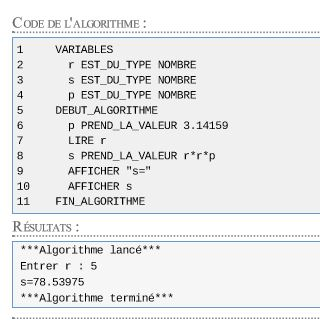 Code de l'algorithme :
1 VARIABLES
2 r EST_DU_TYPE NOMBRE
3 s EST_DU_TYPE NOMBRE
4 p EST_DU_TYPE NOMBRE
5 DEBUT_ALGORITHME
6 p PREND_LA_VALEUR 3.14159
7 LIRE r
8 s PREND_LA_VALEUR r*r*p
9 AFFICHER "s="
10 AFFICHER s
11 FIN_ALGORITHME
Résultats :
***Algorithme lancé***
Entrer r : 5
s=78.53975
***Algorithme terminé***